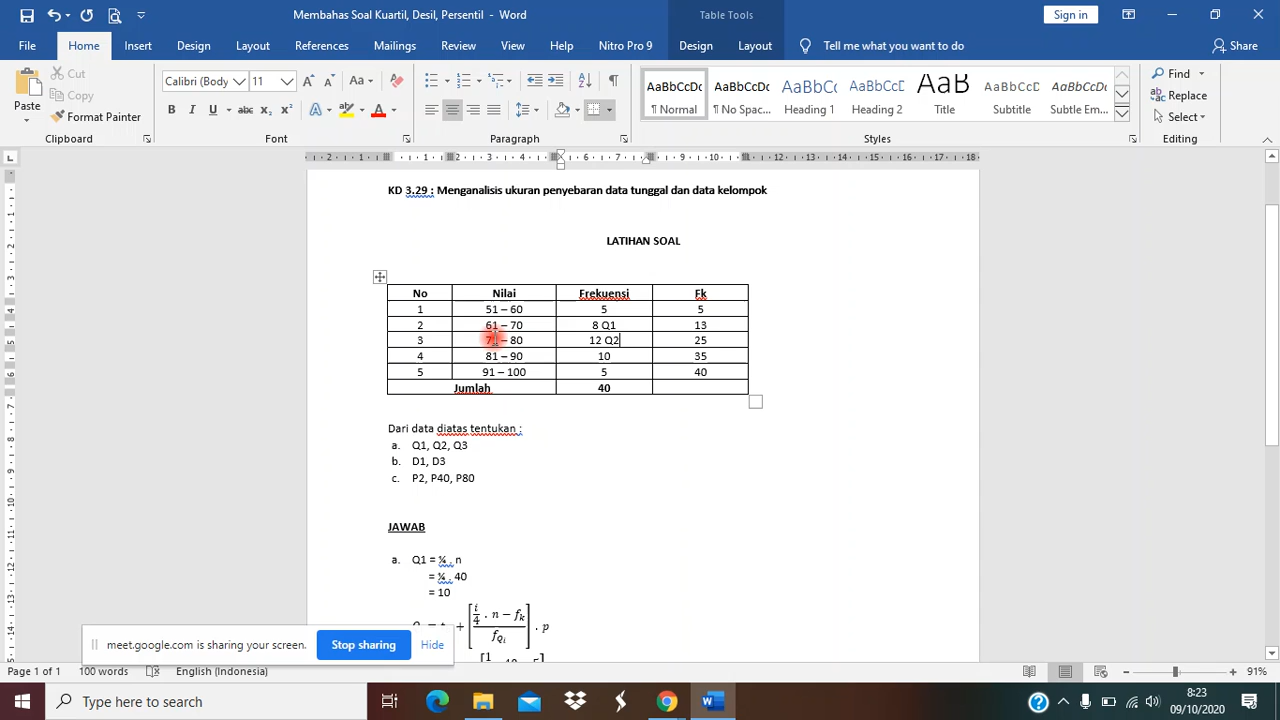 Membahas Soal Kuartil, Desil, Persentil - Word
Table Tools
Sign in
File Home Insert Design Layout References Mailings Review View Help Nitro Pro 9 Design Layout Tell me what you want to do Share
Paste
Cut
Copy
Format Painter
Calibri (Body 11
AaBbCcDc AaBbCcDc AaBbCc AaBbCcC AaB AaBbCcC AaBbCcDc
¶ Normal ¶ No Spac... Heading 1 Heading 2 Title Subtitle Subtle Em...
Find
Replace
Select
Clipboard Font Paragraph Styles Editing
KD 3.29 : Menganalisis ukuran penyebaran data tunggal dan data kelompok
LATIHAN SOAL
No Nilai Frekuensi Fk
1 51 – 60 5 5
2 61 – 70 8 Q1 13
3 71 – 80 12 Q2 25
4 81 – 90 10 35
5 91 – 100 5 40
Jumlah 40
Dari data diatas tentukan :
a. Q1, Q2, Q3
b. D1, D3
c. P2, P40, P80
JAWAB
a. Q1 = ¼ . n
= ¼ . 40
= 10
+ [i/4 . n − fk / fQi] . p
meet.google.com is sharing your screen. Stop sharing Hide
Page 1 of 1 100 words English (Indonesia) 91%
Type here to search
8:23
09/10/2020